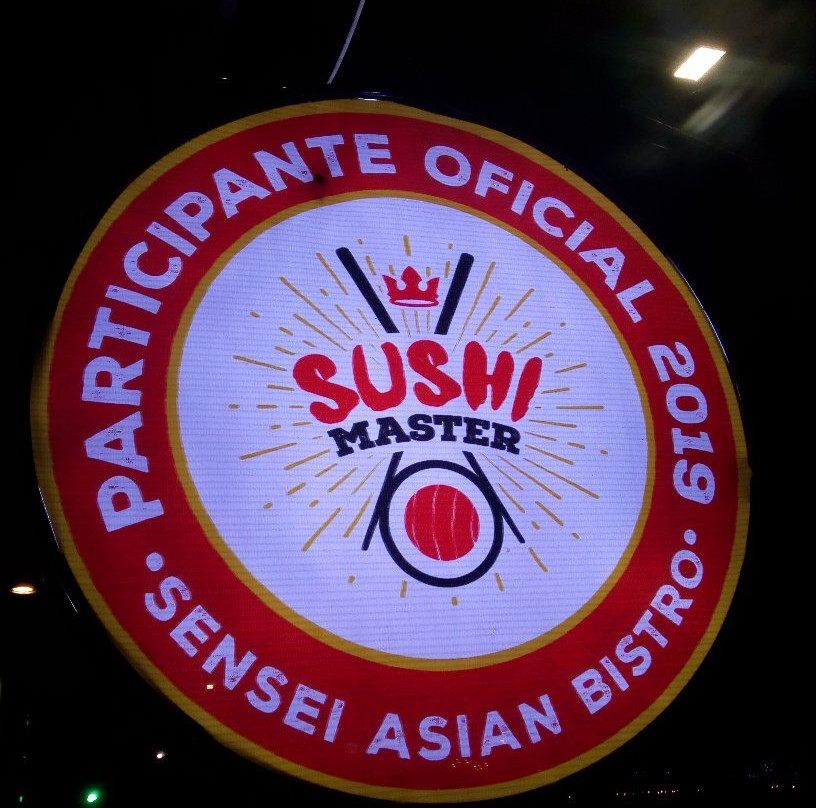 PARTICIPANTE OFICIAL 2019
SUSHI
MASTER
•SENSEI ASIAN BISTRO•